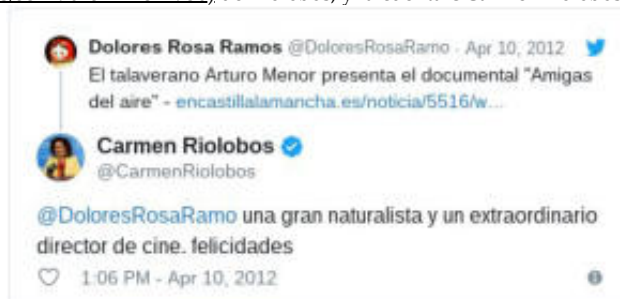 Dolores Rosa Ramos @DoloresRosaRamo · Apr 10, 2012
El talaverano Arturo Menor presenta el documental "Amigas
del aire" - encastillalamancha.es/noticia/5516/w...
Carmen Riolobos
@CarmenRiolobos
@DoloresRosaRamo una gran naturalista y un extraordinario
director de cine. felicidades
1:06 PM - Apr 10, 2012